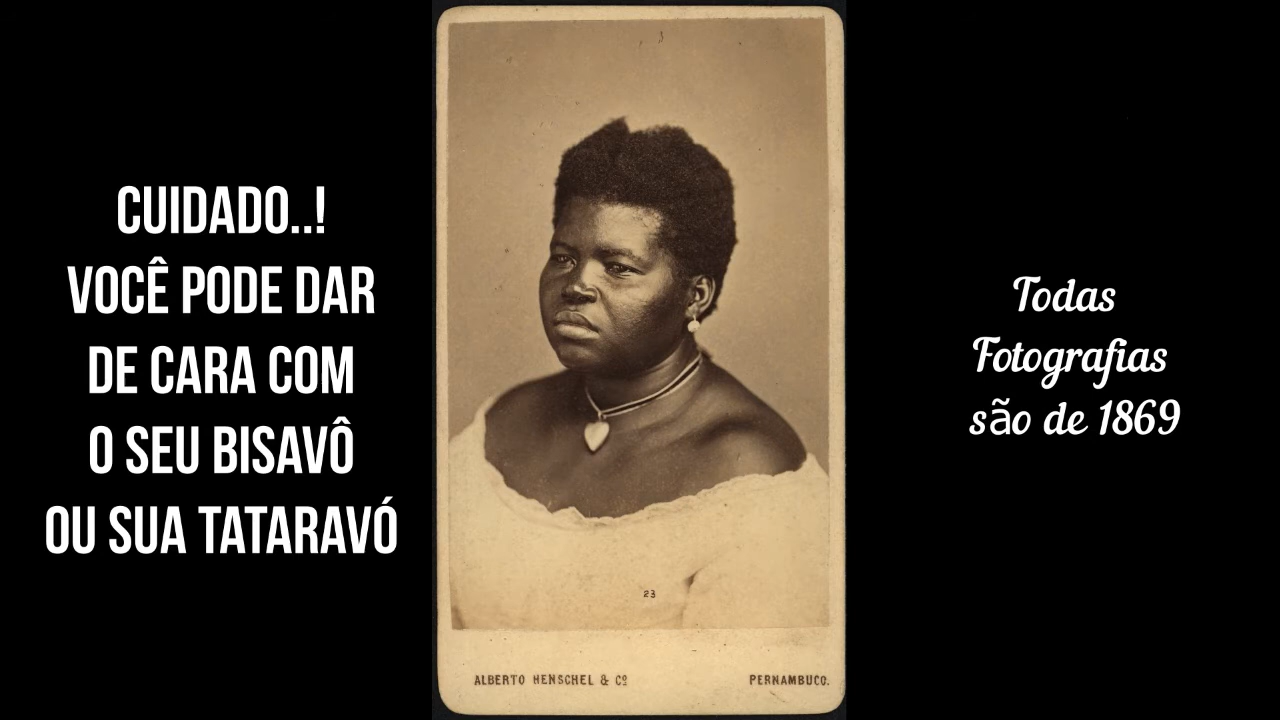 CUIDADO..!
VOCÊ PODE DAR
DE CARA COM
O SEU BISAVÔ
OU SUA TATARAVÓ
23
ALBERTO HENSCHEL & Cº PERNAMBUCO.
Todas
Fotografias
são de 1869